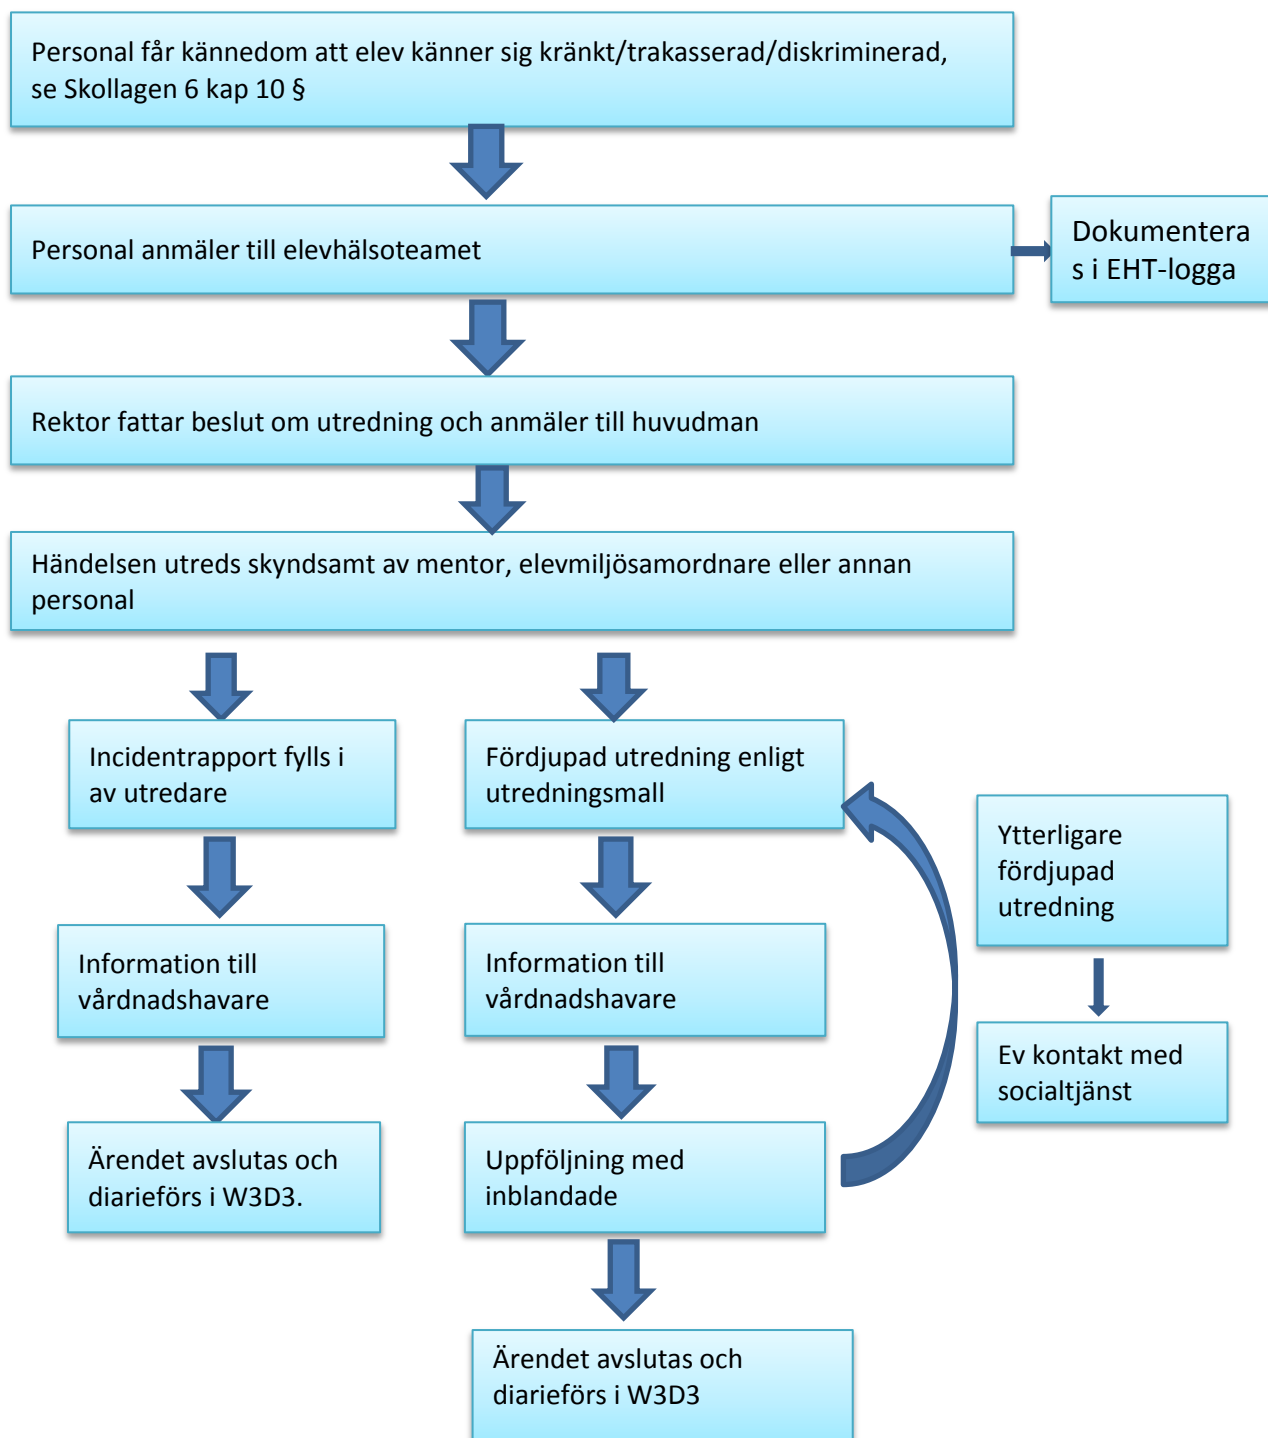 Personal får kännedom att elev känner sig kränkt/trakasserad/diskriminerad,
se Skollagen 6 kap 10 §
Personal anmäler till elevhälsoteamet
Dokumentera
s i EHT-logga
Rektor fattar beslut om utredning och anmäler till huvudman
Händelsen utreds skyndsamt av mentor, elevmiljösamordnare eller annan
personal
Incidentrapport fylls i
av utredare
Information till
vårdnadshavare
Ärendet avslutas och
diarieförs i W3D3.
Fördjupad utredning enligt
utredningsmall
Information till
vårdnadshavare
Uppföljning med
inblandade
Ärendet avslutas och
diarieförs i W3D3
Ytterligare
fördjupad
utredning
Ev kontakt med
socialtjänst